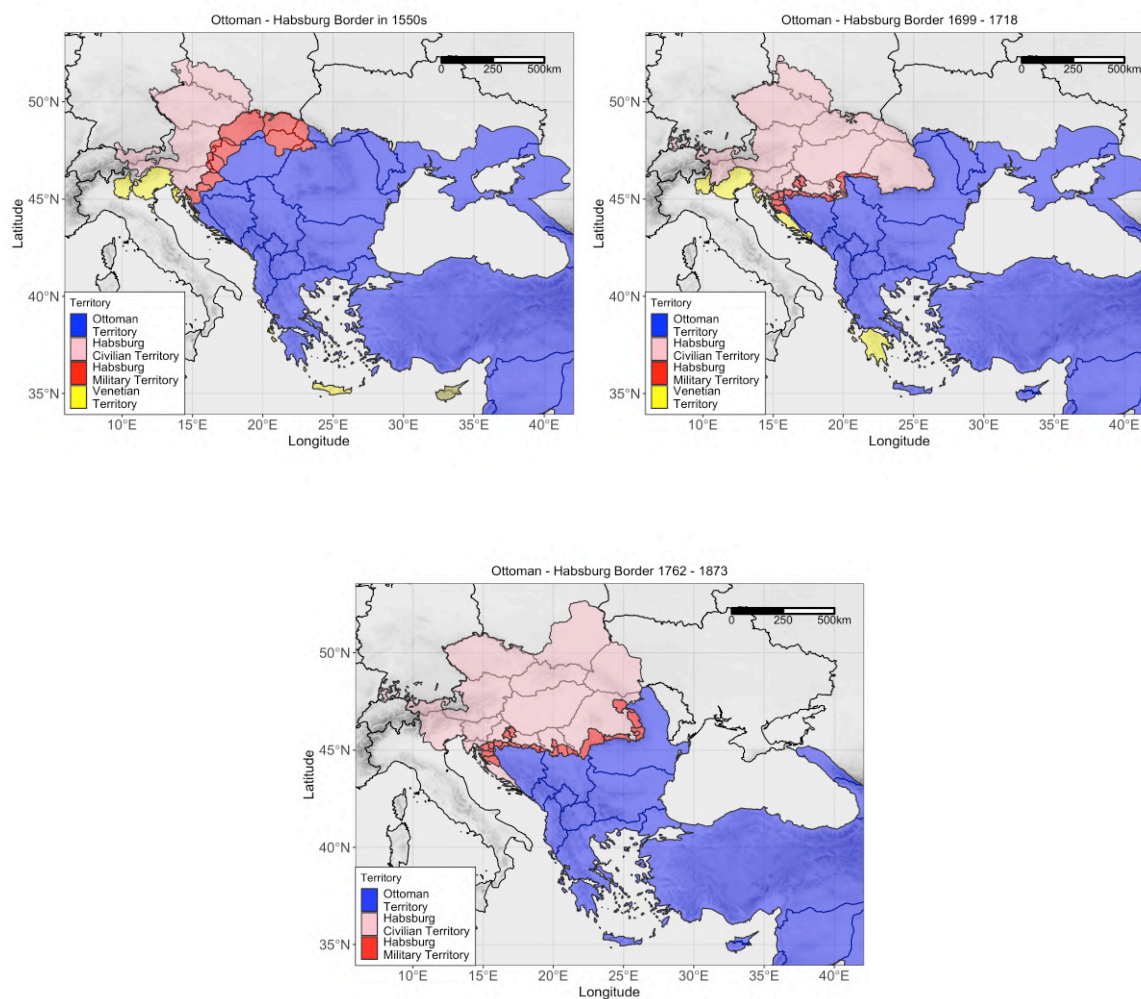 Ottoman - Habsburg Border in 1550s
0 250 500km
50°N
45°N
40°N
35°N
Latitude
Territory
Ottoman
Territory
Habsburg
Civilian Territory
Habsburg
Military Territory
Venetian
Territory
10°E 15°E 20°E 25°E 30°E 35°E 40°E
Longitude
Ottoman - Habsburg Border 1699 - 1718
0 250 500km
50°N
45°N
40°N
35°N
Latitude
Territory
Ottoman
Territory
Habsburg
Civilian Territory
Habsburg
Military Territory
Venetian
Territory
10°E 15°E 20°E 25°E 30°E 35°E 40°E
Longitude
Ottoman - Habsburg Border 1762 - 1873
0 250 500km
50°N
45°N
40°N
35°N
Latitude
Territory
Ottoman
Territory
Habsburg
Civilian Territory
Habsburg
Military Territory
10°E 15°E 20°E 25°E 30°E 35°E 40°E
Longitude